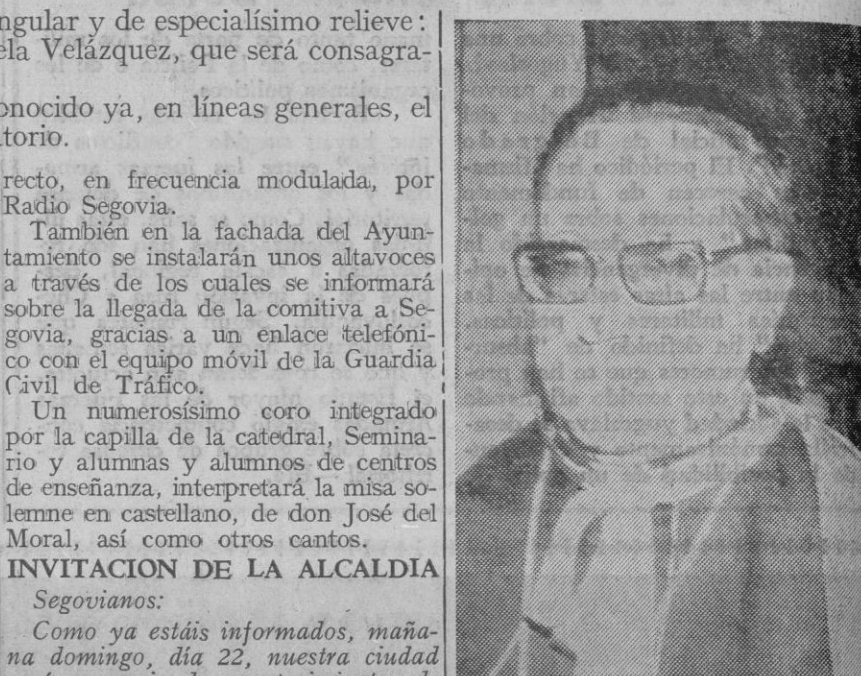 ngular y de especialísimo relieve:
ela Velázquez, que será consagra-
onocido ya, en líneas generales, el
torio.
recto, en frecuencia modulada, por
Radio Segovia.
También en la fachada del Ayun-
tamiento se instalarán unos altavoces
a través de los cuales se informará
sobre la llegada de la comitiva a Se-
govia, gracias a un enlace telefóni-
co con el equipo móvil de la Guardia
Civil de Tráfico.
Un numerosísimo coro integrado
por la capilla de la catedral, Semina-
rio y alumnas y alumnos de centros
de enseñanza, interpretará la misa so-
lemne en castellano, de don José del
Moral, así como otros cantos.
INVITACION DE LA ALCALDIA
Segovianos:
Como ya estáis informados, maña-
na domingo, día 22, nuestra ciudad